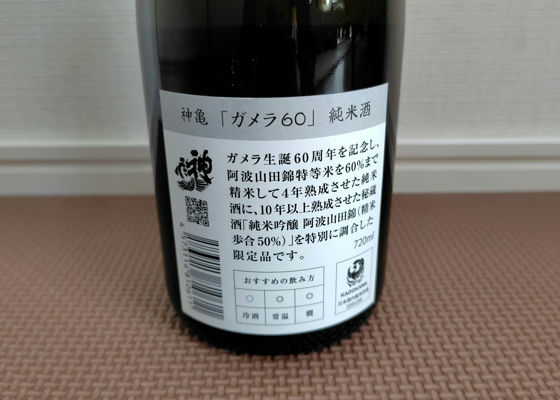 神亀「ガメラ60」純米酒
ガメラ生誕60周年を記念し、
阿波山田錦特等米を60%まで
精米して4年熟成させた純米
酒に、10年以上熟成させた秘蔵
酒「純米吟醸 阿波山田錦(精米
歩合50%)」を特別に調合した
限定品です。
720ml
おすすめの飲み方
○ ◎ ◎
冷酒 常温 燗
KADOKAWA